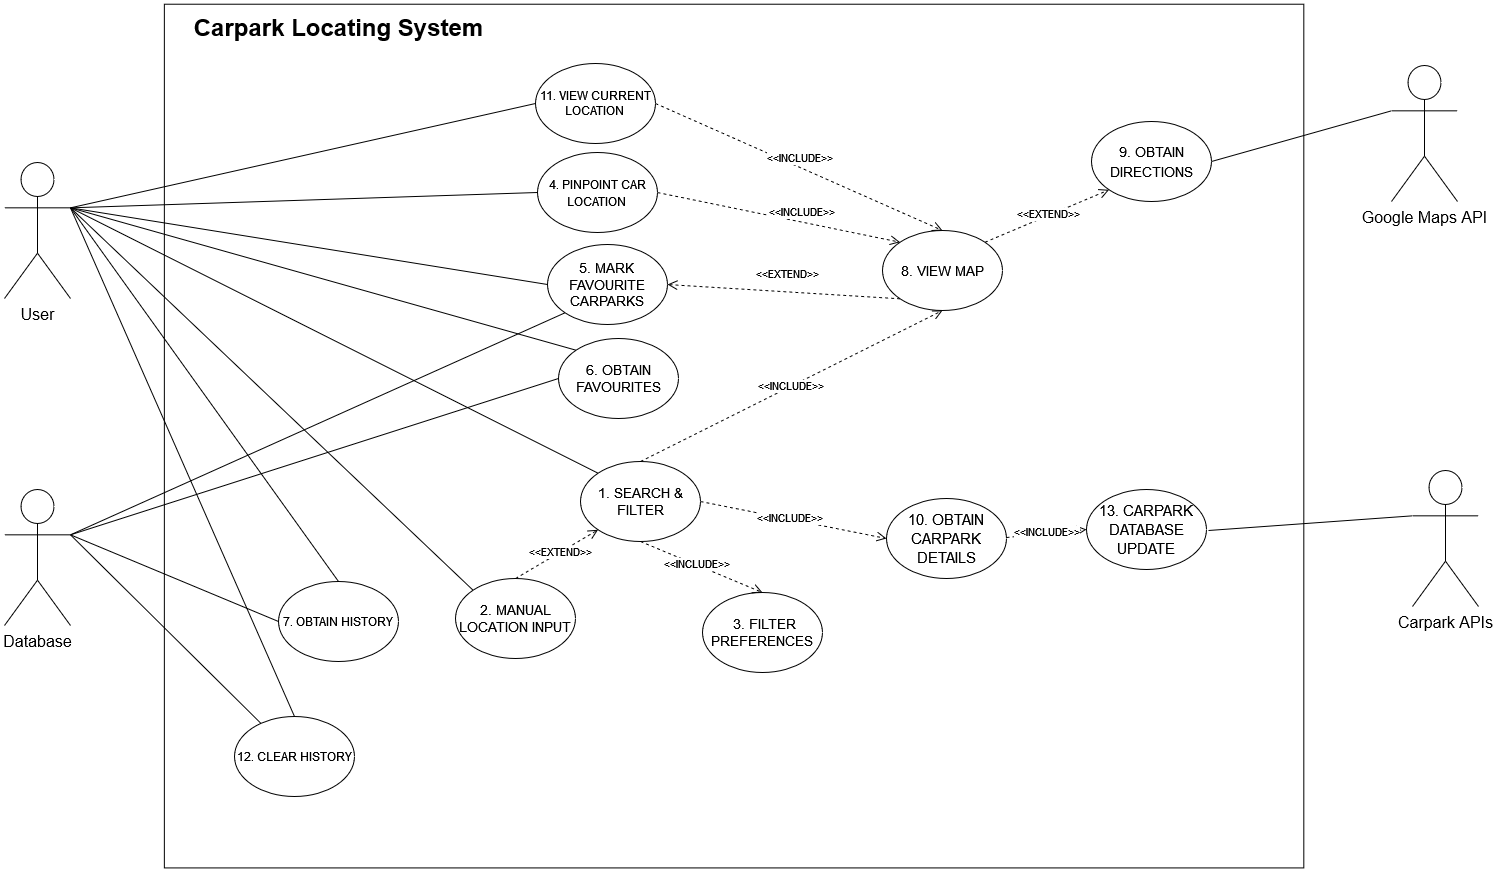 Carpark Locating System
11. VIEW CURRENT
LOCATION
<<INCLUDE>>
9. OBTAIN
DIRECTIONS
Google Maps API
4. PINPOINT CAR
LOCATION
<<INCLUDE>>
<<EXTEND>>
User
5. MARK
FAVOURITE
CARPARKS
<<EXTEND>>
8. VIEW MAP
6. OBTAIN
FAVOURITES
<<INCLUDE>>
1. SEARCH &
FILTER
<<INCLUDE>>
10. OBTAIN
CARPARK
DETAILS
<<INCLUDE>>
13. CARPARK
DATABASE
UPDATE
<<EXTEND>>
<<INCLUDE>>
Database
7. OBTAIN HISTORY
2. MANUAL
LOCATION INPUT
3. FILTER
PREFERENCES
Carpark APIs
12. CLEAR HISTORY